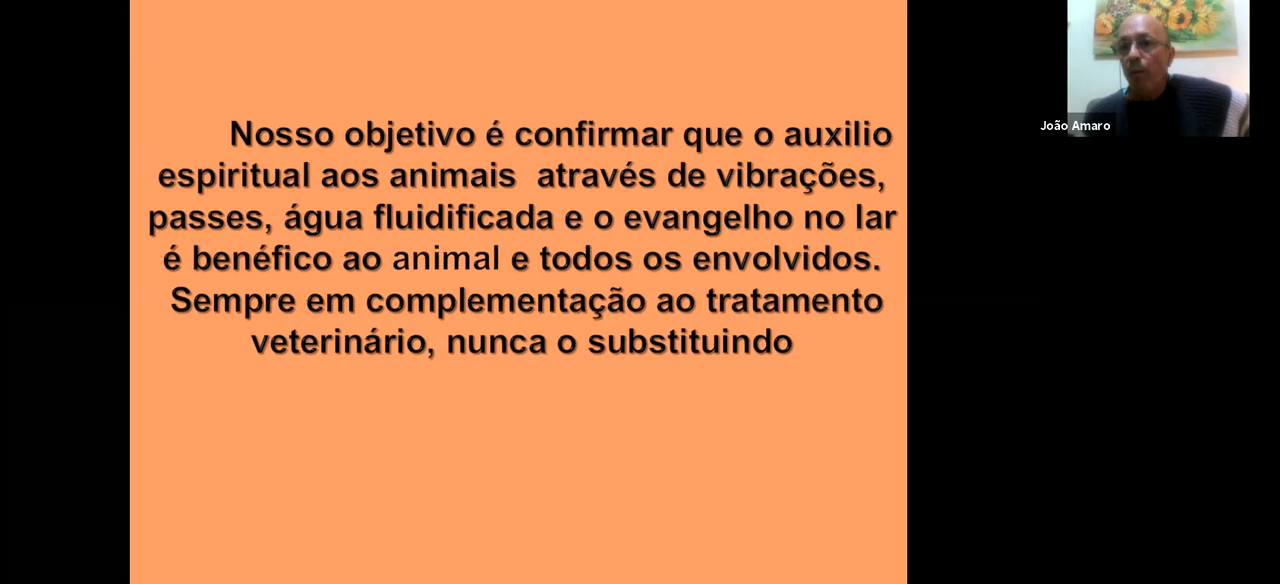 Nosso objetivo é confirmar que o auxilio
espiritual aos animais através de vibrações,
passes, água fluidificada e o evangelho no lar
é benéfico ao animal e todos os envolvidos.
Sempre em complementação ao tratamento
veterinário, nunca o substituindo
João Amaro